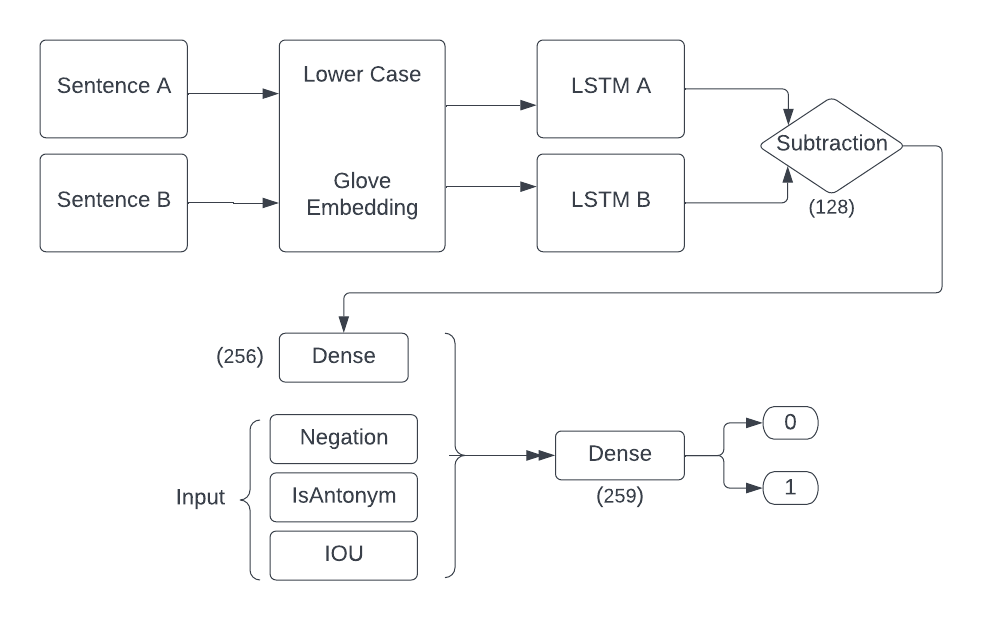 Sentence A
Lower Case
LSTM A
Subtraction
(128)
Sentence B
Glove
Embedding
LSTM B
(256)
Dense
Input
Negation
IsAntonym
IOU
Dense
(259)
0
1